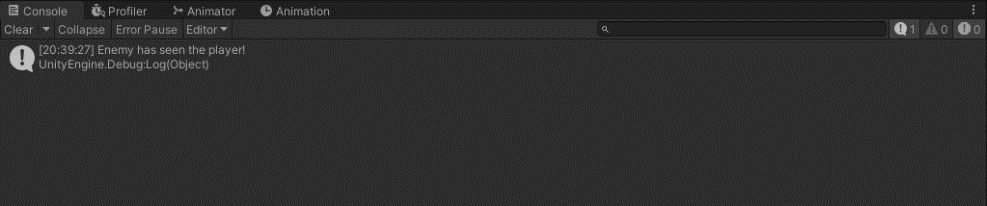 Console Profiler Animator Animation
Clear Collapse Error Pause Editor 1 0 0
[20:39:27] Enemy has seen the player!
UnityEngine.Debug:Log(Object)